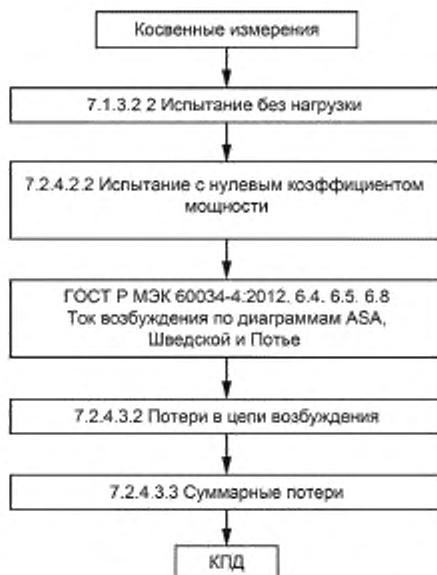 Косвенные измерения
7.1.3.2 2 Испытание без нагрузки
7.2.4.2.2 Испытание с нулевым коэффициентом
мощности
ГОСТ Р МЭК 60034-4:2012. 6.4. 6.5. 6.8
Ток возбуждения по диаграммам ASA,
Шведской и Потье
7.2.4.3.2 Потери в цепи возбуждения
7.2.4.3.3 Суммарные потери
КПД